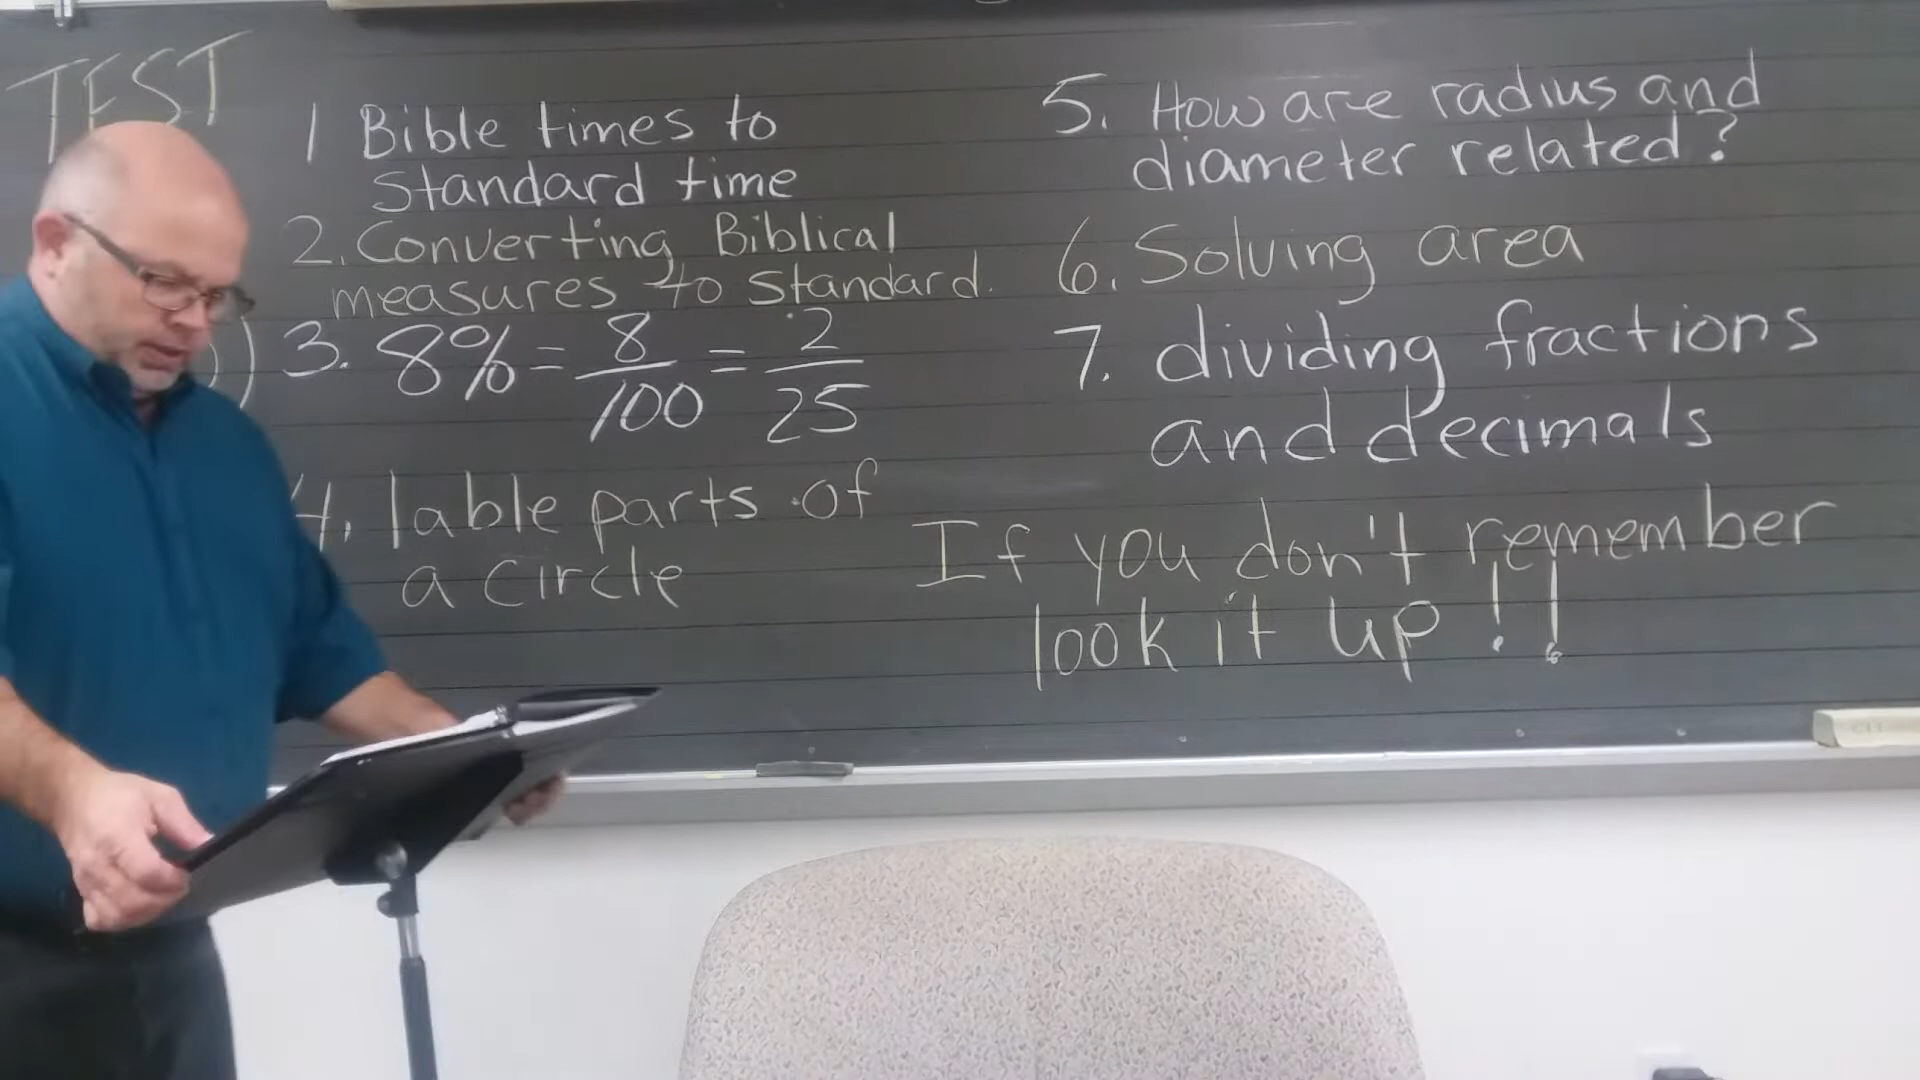 TEST
1 Bible times to
Standard time
2. Converting Biblical
measures to standard.
3. 8% = 8/100 = 2/25
4. lable parts of
a circle
5. How are radius and
diameter related?
6. Solving area
7. dividing fractions
and decimals
If you don't remember
look it up!!